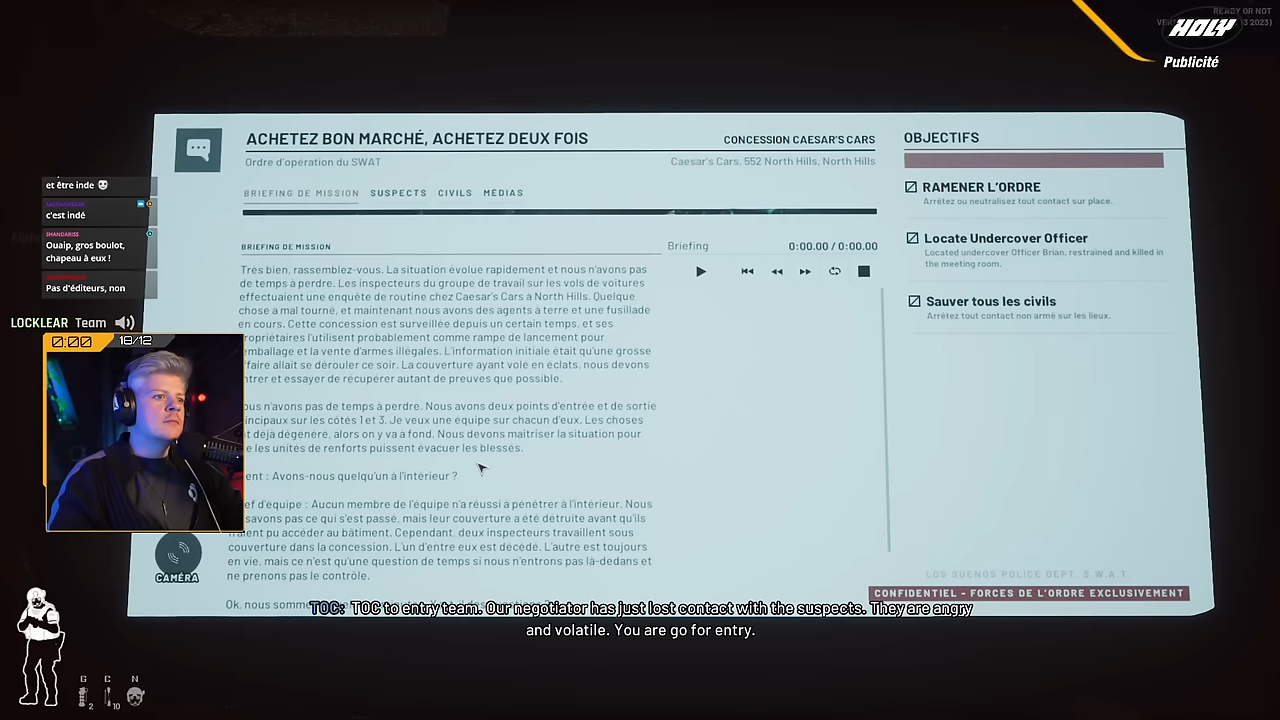 READY OR NOT
HOLY
Publicité
ACHETEZ BON MARCHÉ, ACHETEZ DEUX FOIS
CONCESSION CAESAR'S CARS
Ordre d'opération du SWAT
Caesar's Cars, 552 North Hills, North Hills
BRIEFING DE MISSION SUSPECTS CIVILS MÉDIAS
BRIEFING DE MISSION
Briefing 0:00.00 / 0:00.00
Très bien, rassemblez-vous. La situation évolue rapidement et nous n'avons pas
de temps à perdre. Les inspecteurs du groupe de travail sur les vols de voitures
effectuaient une enquête de routine chez Caesar's Cars à North Hills. Quelque
chose a mal tourné, et maintenant nous avons des agents à terre et une fusillade
en cours. Cette concession est surveillée depuis un certain temps, et ses
propriétaires l'utilisent probablement comme rampe de lancement pour
emballage et la vente d'armes illégales. L'information initiale était qu'une grosse
ffaire allait se dérouler ce soir. La couverture ayant volé en éclats, nous devons
ntrer et essayer de récupérer autant de preuves que possible.
ous n'avons pas de temps à perdre. Nous avons deux points d'entrée et de sortie
incipaux sur les côtés 1 et 3. Je veux une équipe sur chacun d'eux. Les choses
nt déjà dégénéré, alors on y va à fond. Nous devons maîtriser la situation pour
e les unités de renforts puissent évacuer les blessés.
ent : Avons-nous quelqu'un à l'intérieur ?
ef d'équipe : Aucun membre de l'équipe n'a réussi à pénétrer à l'intérieur. Nous
savons pas ce qui s'est passé, mais leur couverture a été détruite avant qu'ils
raient pu accéder au bâtiment. Cependant, deux inspecteurs travaillent sous
couverture dans la concession. L'un d'entre eux est décédé. L'autre est toujours
en vie, mais ce n'est qu'une question de temps si nous n'entrons pas là-dedans et
ne prenons pas le contrôle.
Ok, nous somm
OBJECTIFS
RAMENER L'ORDRE
Arrêtez ou neutralisez tout contact sur place.
Locate Undercover Officer
Located undercover Officer Brian, restrained and killed in
the meeting room.
Sauver tous les civils
Arrêtez tout contact non armé sur les lieux.
LOS SUENOS POLICE DEPT. S.W.A.T.
CONFIDENTIEL - FORCES DE L'ORDRE EXCLUSIVEMENT
et être inde
c'est indé
SHANDARISS
Ouaip, gros boulot,
chapeau à eux !
Pas d'éditeurs, non
LOCKLEAR Team
0:00 18/12
CAMÉRA
TOC: TOC to entry team. Our negotiator has just lost contact with the suspects. They are angry
and volatile. You are go for entry.
G C N
2 10